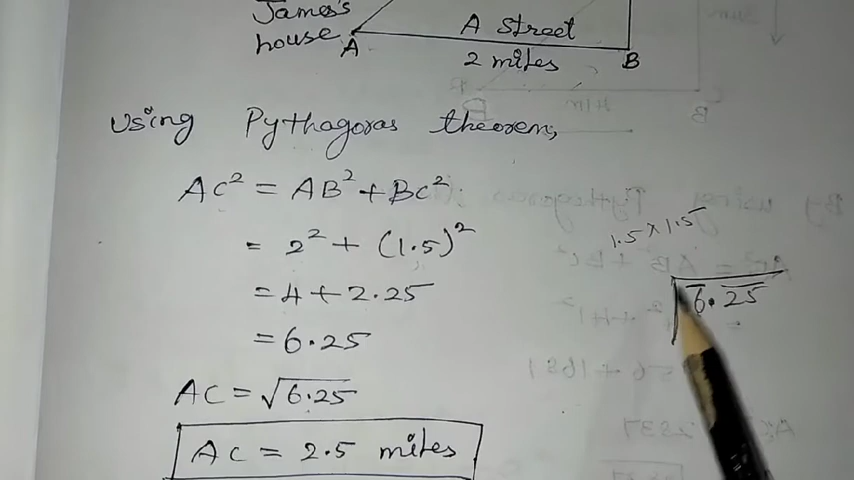 James's
house
A
A street
2 miles
B
Using Pythagoras theorem,
AC² = AB² + BC²
= 2² + (1.5)²
1.5 × 1.5
= 4 + 2.25
6.25
= 6.25
AC = √6.25
AC = 2.5 miles